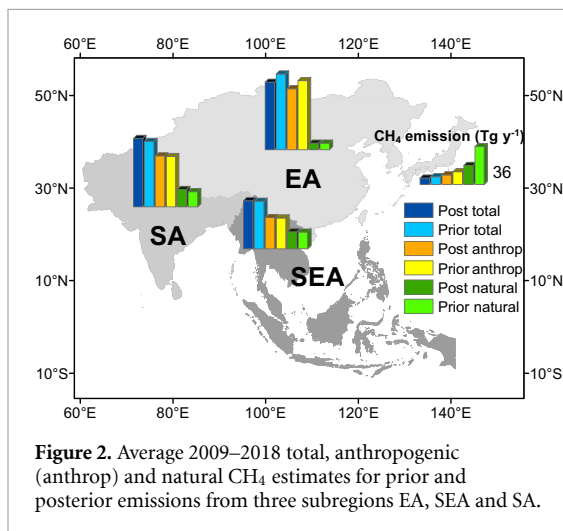 60°E 80°E 100°E 120°E 140°E
50°N 50°N
CH₄ emission (Tg y⁻¹)
36
EA
30°N 30°N
Post total
SA
Prior total
Post anthrop
SEA
Prior anthrop
10°N 10°N
Post natural
Prior natural
10°S 10°S
60°E 80°E 100°E 120°E 140°E
Figure 2. Average 2009–2018 total, anthropogenic
(anthrop) and natural CH₄ estimates for prior and
posterior emissions from three subregions EA, SEA and SA.